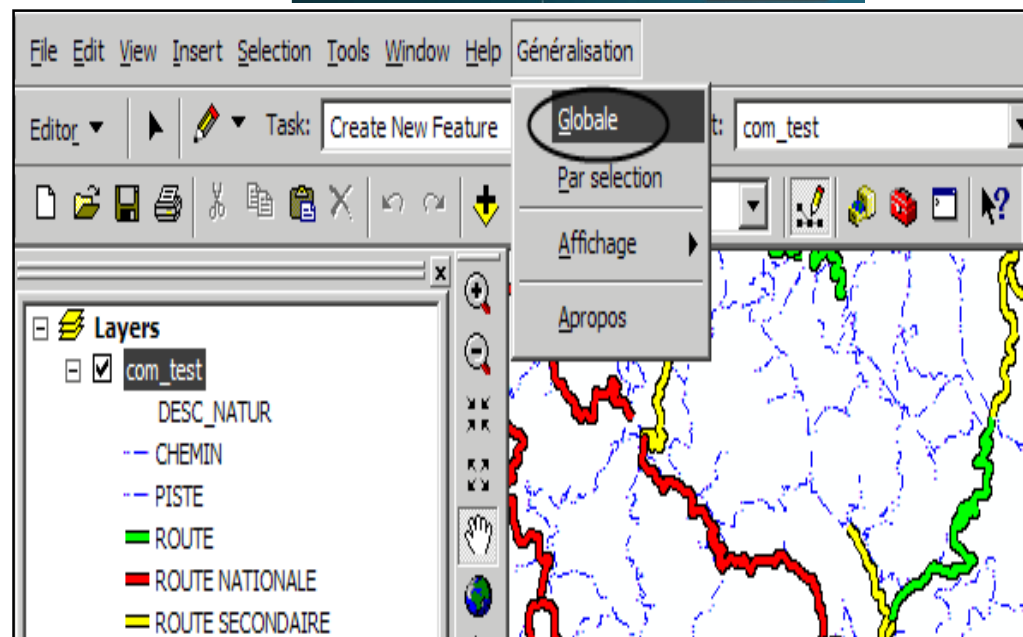 File Edit View Insert Selection Tools Window Help Généralisation
Editor Task: Create New Feature t: com_test
Globale
Par selection
Affichage
Apropos
Layers
com_test
DESC_NATUR
CHEMIN
PISTE
ROUTE
ROUTE NATIONALE
ROUTE SECONDAIRE